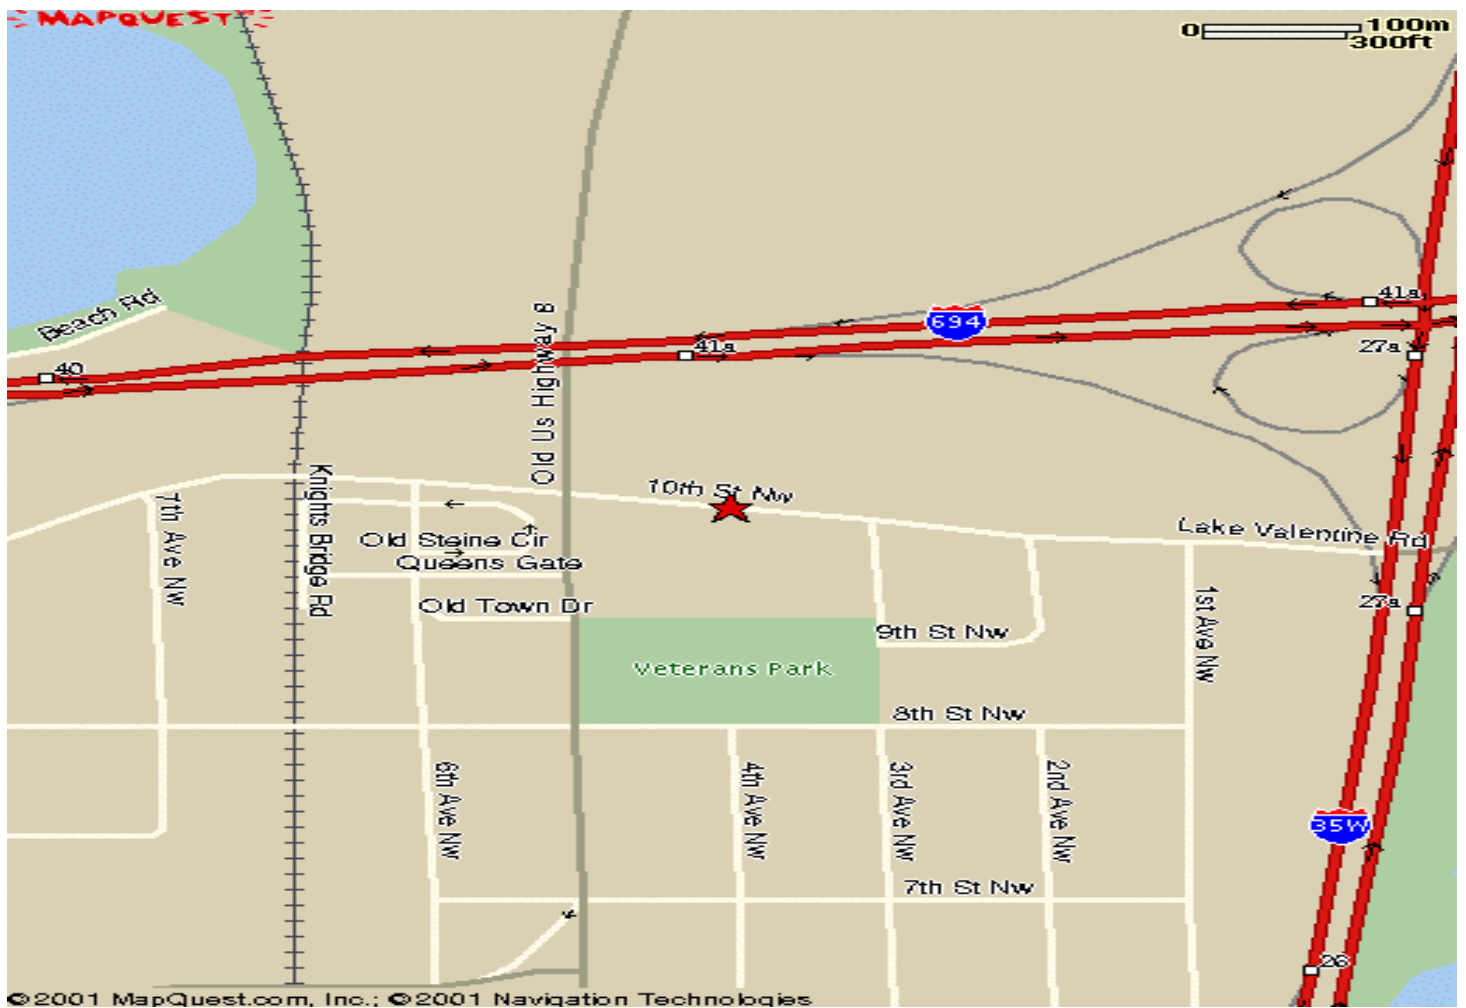 MAPQUEST
0 100m
300ft
Beach Rd
41a
694
41a
27a
40
Old Us Highway 8
10th St Nw
Lake Valentine Rd
7th Ave Nw
Knights Bridge Rd
Old Steine Cir
Queens Gate
Old Town Dr
27a
1st Ave Nw
9th St Nw
Veterans Park
8th St Nw
6th Ave Nw
4th Ave Nw
3rd Ave Nw
2nd Ave Nw
35W
7th St Nw
26
©2001 MapQuest.com, Inc.; ©2001 Navigation Technologies